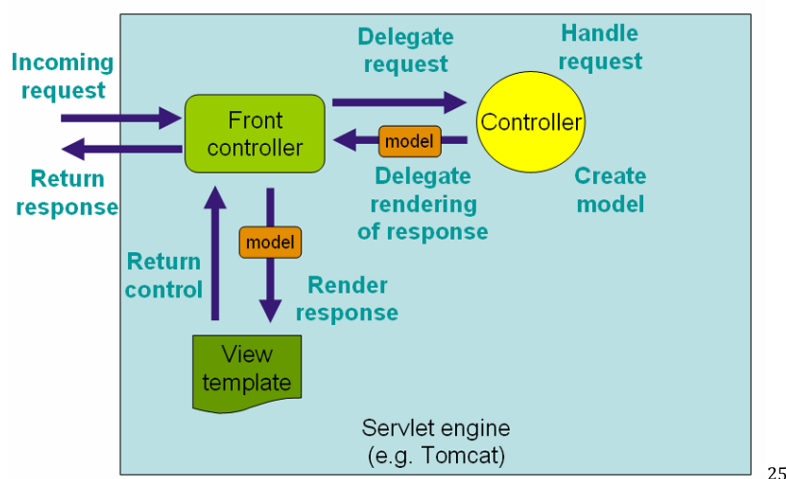 Incoming
request
Return
response
Front
controller
Delegate
request
Handle
request
Controller
model
Delegate
rendering
of response
Create
model
model
Return
control
Render
response
View
template
Servlet engine
(e.g. Tomcat)
25